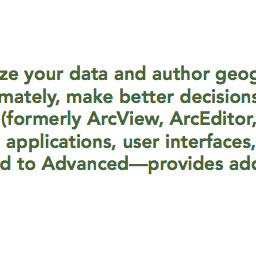 ze your data and author geog
mately, make better decisions
(formerly ArcView, ArcEditor,
applications, user interfaces,
d to Advanced—provides add